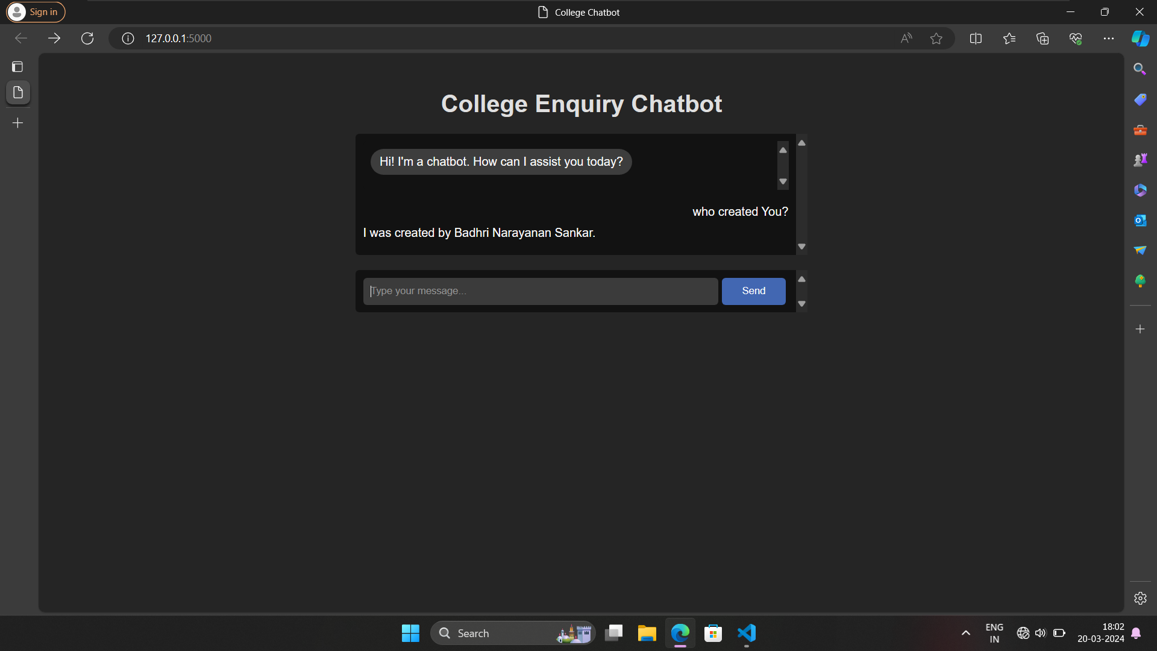 Sign in
College Chatbot
127.0.0.1:5000
College Enquiry Chatbot
Hi! I'm a chatbot. How can I assist you today?
who created You?
I was created by Badhri Narayanan Sankar.
Type your message...
Send
Search
ENG
IN
18:02
20-03-2024